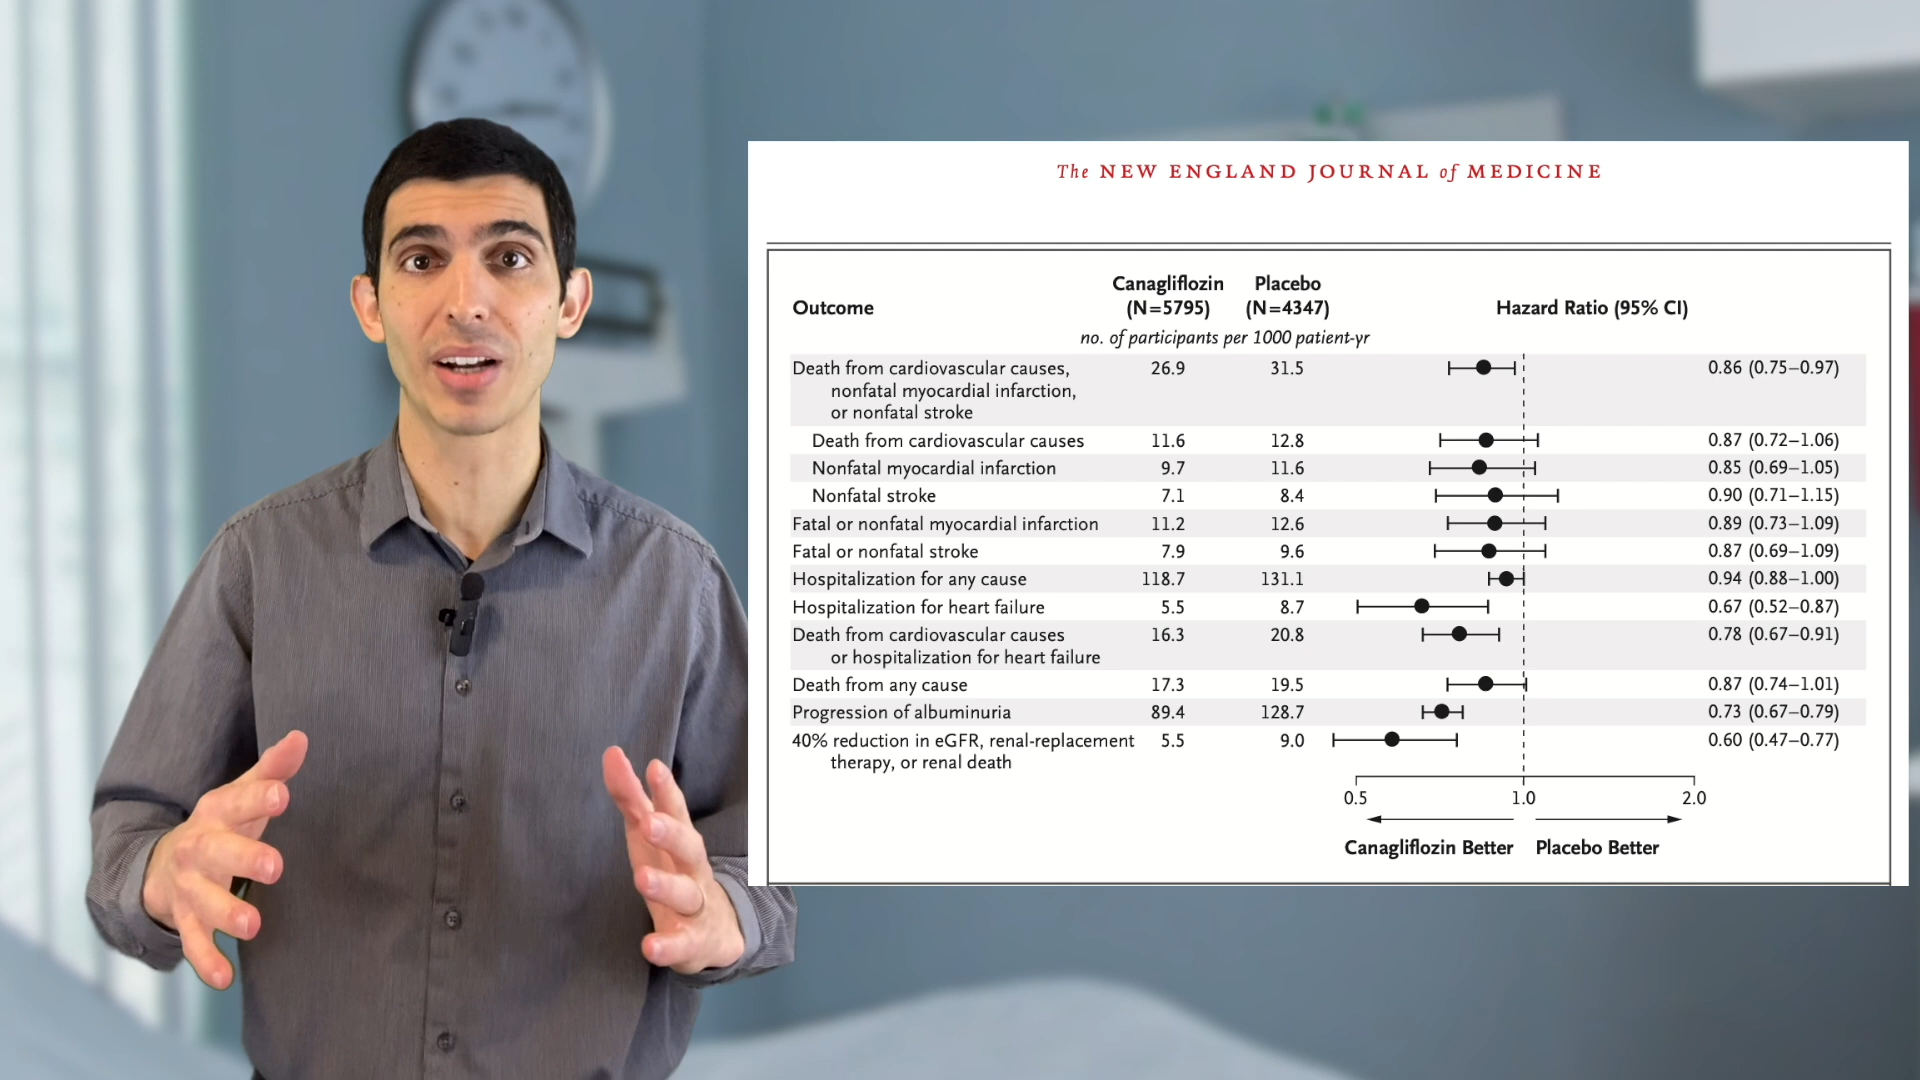 The NEW ENGLAND JOURNAL of MEDICINE
Canagliflozin Placebo
Outcome (N=5795) (N=4347) Hazard Ratio (95% CI)
no. of participants per 1000 patient-yr
Death from cardiovascular causes, 26.9 31.5 0.86 (0.75–0.97)
nonfatal myocardial infarction,
or nonfatal stroke
Death from cardiovascular causes 11.6 12.8 0.87 (0.72–1.06)
Nonfatal myocardial infarction 9.7 11.6 0.85 (0.69–1.05)
Nonfatal stroke 7.1 8.4 0.90 (0.71–1.15)
Fatal or nonfatal myocardial infarction 11.2 12.6 0.89 (0.73–1.09)
Fatal or nonfatal stroke 7.9 9.6 0.87 (0.69–1.09)
Hospitalization for any cause 118.7 131.1 0.94 (0.88–1.00)
Hospitalization for heart failure 5.5 8.7 0.67 (0.52–0.87)
Death from cardiovascular causes 16.3 20.8 0.78 (0.67–0.91)
or hospitalization for heart failure
Death from any cause 17.3 19.5 0.87 (0.74–1.01)
Progression of albuminuria 89.4 128.7 0.73 (0.67–0.79)
40% reduction in eGFR, renal-replacement 5.5 9.0 0.60 (0.47–0.77)
therapy, or renal death
0.5 1.0 2.0
Canagliflozin Better Placebo Better